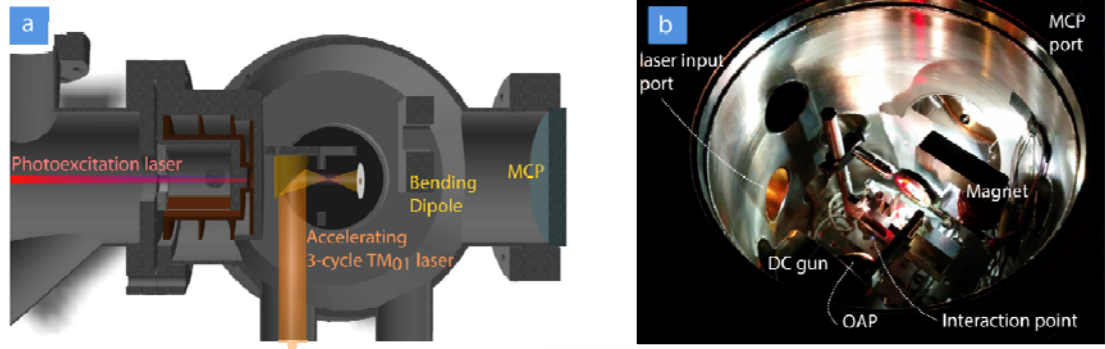 a
Photoexcitation laser
Bending
Dipole
MCP
Accelerating
3-cycle TM01 laser
b
MCP
port
laser input
port
Magnet
DC gun
OAP
Interaction point